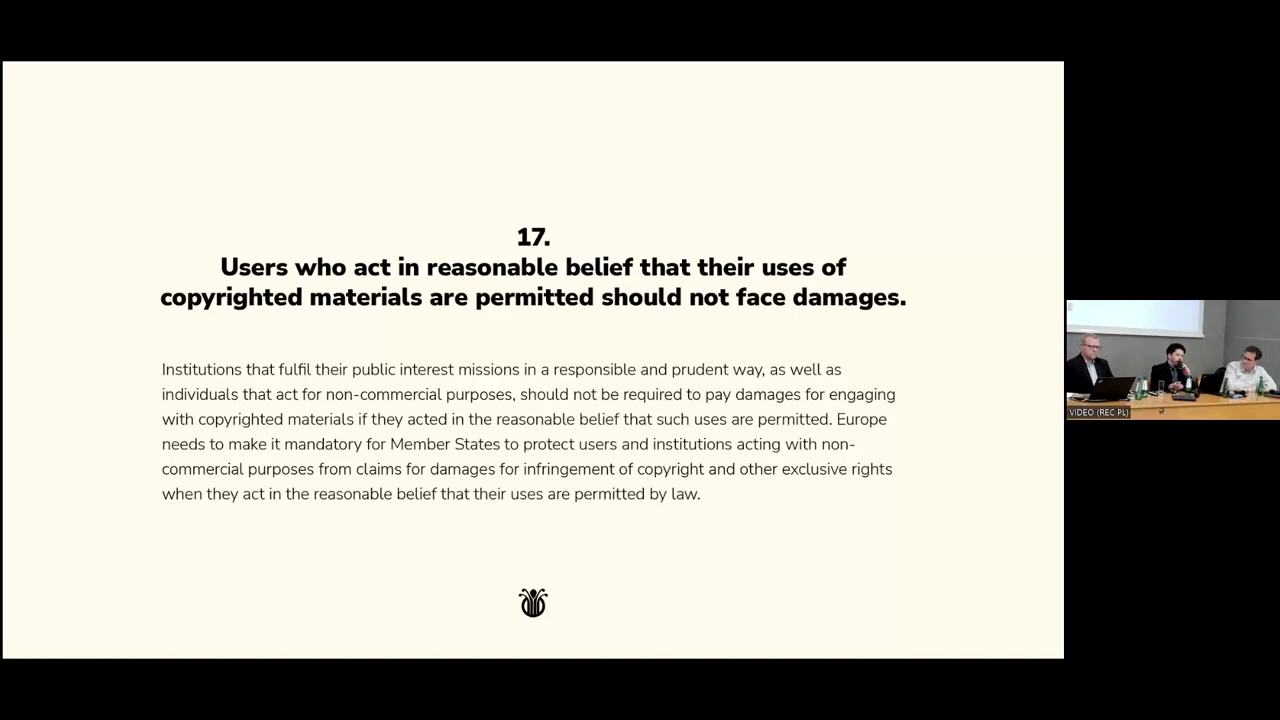 17.
Users who act in reasonable belief that their uses of
copyrighted materials are permitted should not face damages.
Institutions that fulfil their public interest missions in a responsible and prudent way, as well as
individuals that act for non-commercial purposes, should not be required to pay damages for engaging
with copyrighted materials if they acted in the reasonable belief that such uses are permitted. Europe
needs to make it mandatory for Member States to protect users and institutions acting with non-
commercial purposes from claims for damages for infringement of copyright and other exclusive rights
when they act in the reasonable belief that their uses are permitted by law.
VIDEO (REC PL)